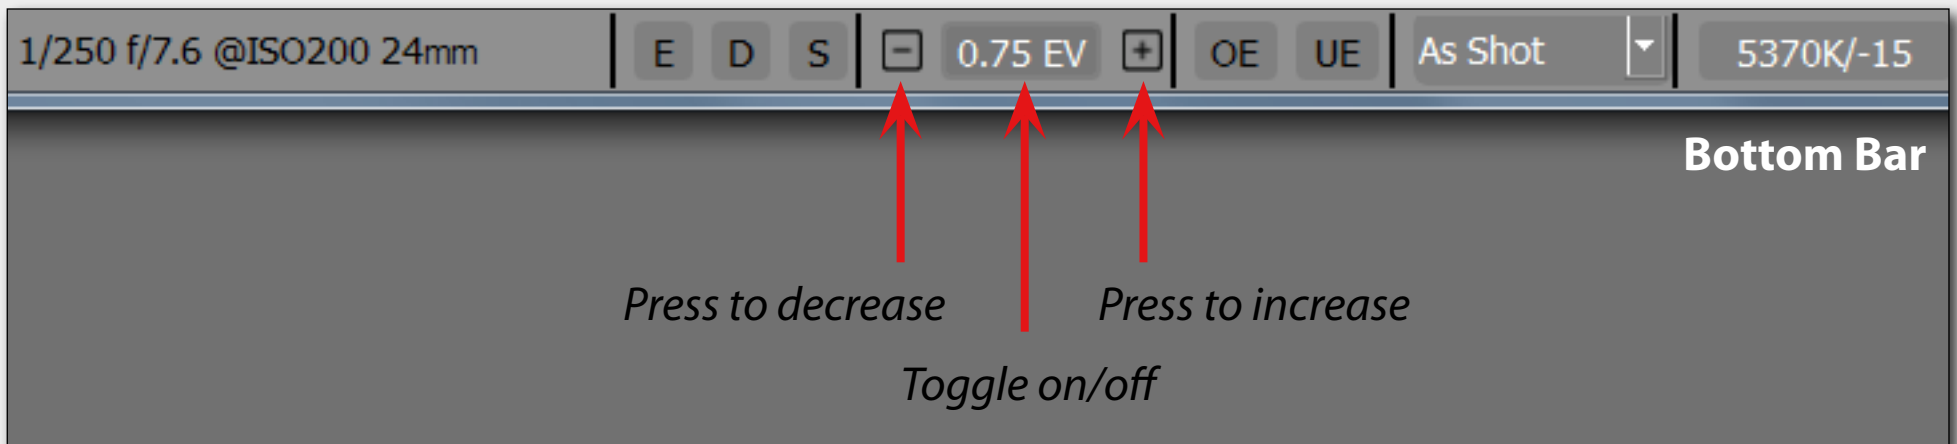 1/250 f/7.6 @ISO200 24mm E D S - 0.75 EV + OE UE As Shot 5370K/-15
Bottom Bar
Press to decrease Press to increase
Toggle on/off